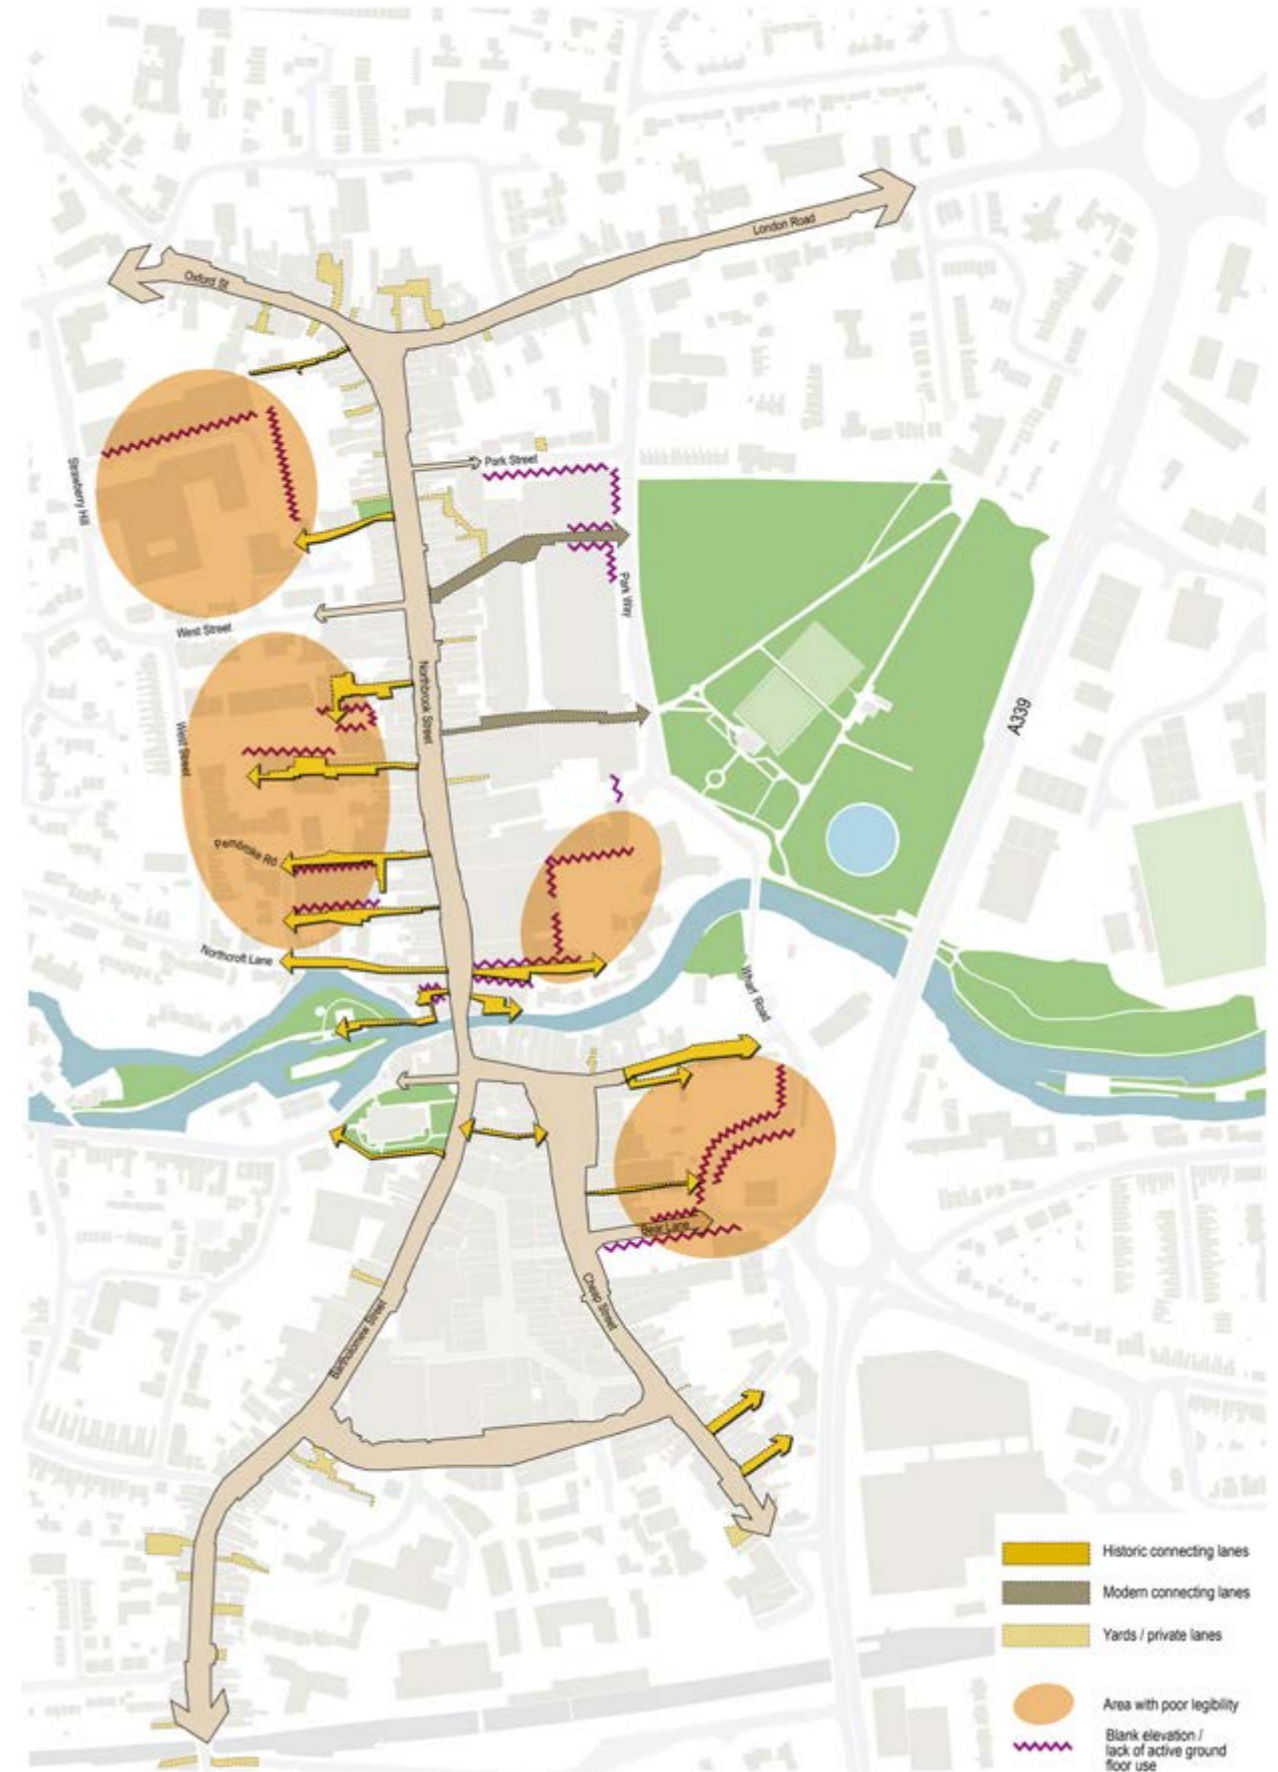 London Road
Oxford St
Park Street
Strawberry Hill
Park Way
West Street
Northbrook Street
A339
West Street
Pembroke Rd
Northcroft Lane
Wharf Road
Bear Lane
Cheap Street
Bartholomew Street
Historic connecting lanes
Modern connecting lanes
Yards / private lanes
Area with poor legibility
Blank elevation /
lack of active ground
floor use